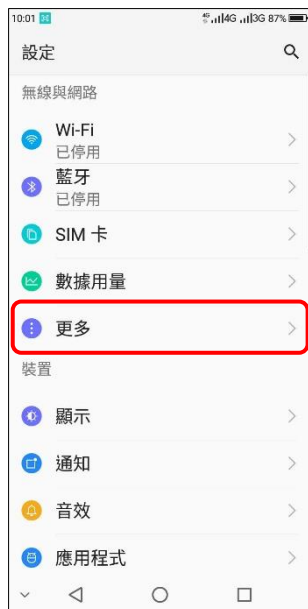 10:01 4G 4G 3G 87%
設定
無線與網路
Wi-Fi
已停用
藍牙
已停用
SIM 卡
數據用量
更多
裝置
顯示
通知
音效
應用程式